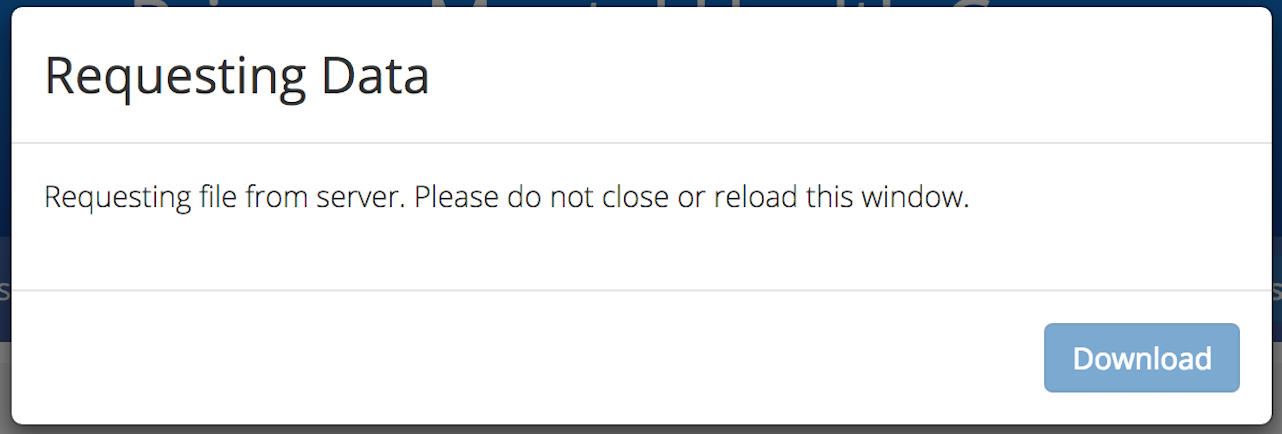 Requesting Data
Requesting file from server. Please do not close or reload this window.
Download